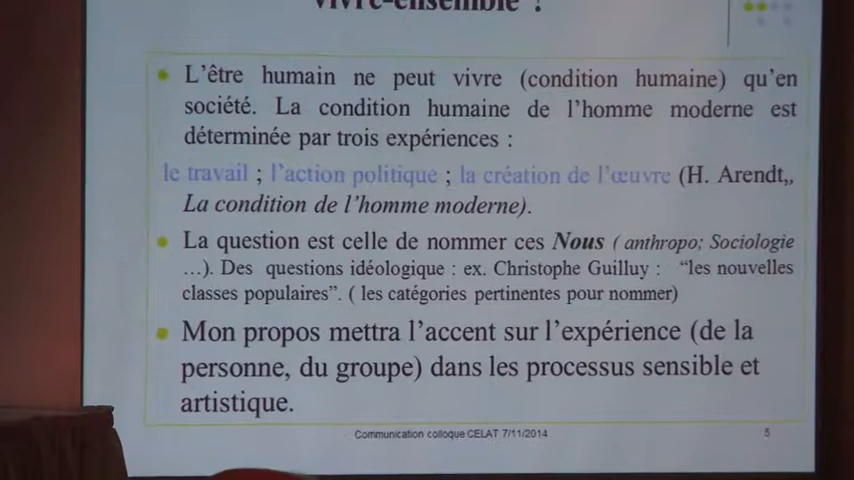 vivre-ensemble ?
L'être humain ne peut vivre (condition humaine) qu'en
société. La condition humaine de l'homme moderne est
déterminée par trois expériences :
le travail ; l'action politique ; la création de l'œuvre (H. Arendt,,
La condition de l'homme moderne).
La question est celle de nommer ces Nous ( anthropo; Sociologie
…). Des questions idéologique : ex. Christophe Guilluy : “les nouvelles
classes populaires”. ( les catégories pertinentes pour nommer)
Mon propos mettra l'accent sur l'expérience (de la
personne, du groupe) dans les processus sensible et
artistique.
Communication colloque CELAT 7/11/2014 5